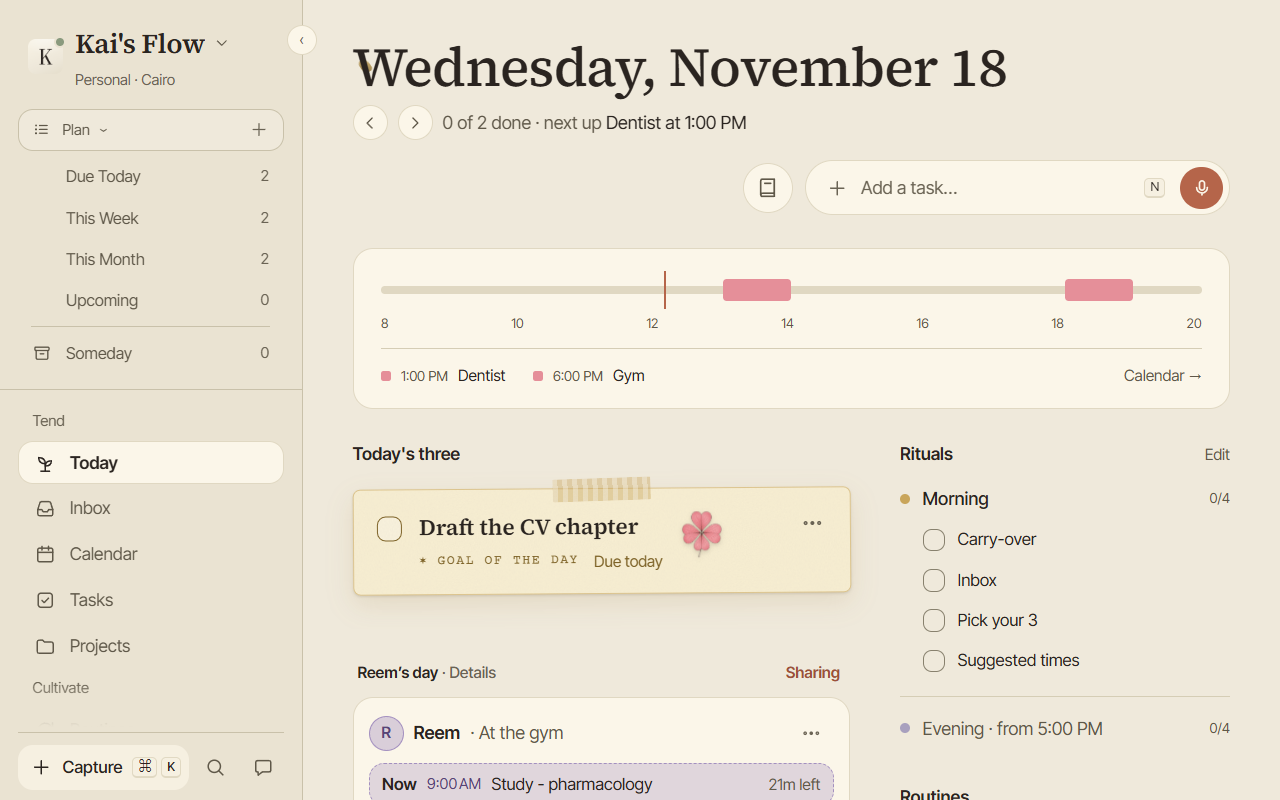 K
Kai's Flow
Personal · Cairo
Plan
Due Today 2
This Week 2
This Month 2
Upcoming 0
Someday 0
Tend
Today
Inbox
Calendar
Tasks
Projects
Cultivate
Capture ⌘ K
Wednesday, November 18
0 of 2 done · next up Dentist at 1:00 PM
Add a task... N
8 10 12 14 16 18 20
1:00 PM Dentist 6:00 PM Gym Calendar →
Today's three
Draft the CV chapter
* GOAL OF THE DAY Due today
Reem's day · Details Sharing
R Reem · At the gym
Now 9:00 AM Study - pharmacology 21m left
Rituals Edit
Morning 0/4
Carry-over
Inbox
Pick your 3
Suggested times
Evening · from 5:00 PM 0/4
Routines